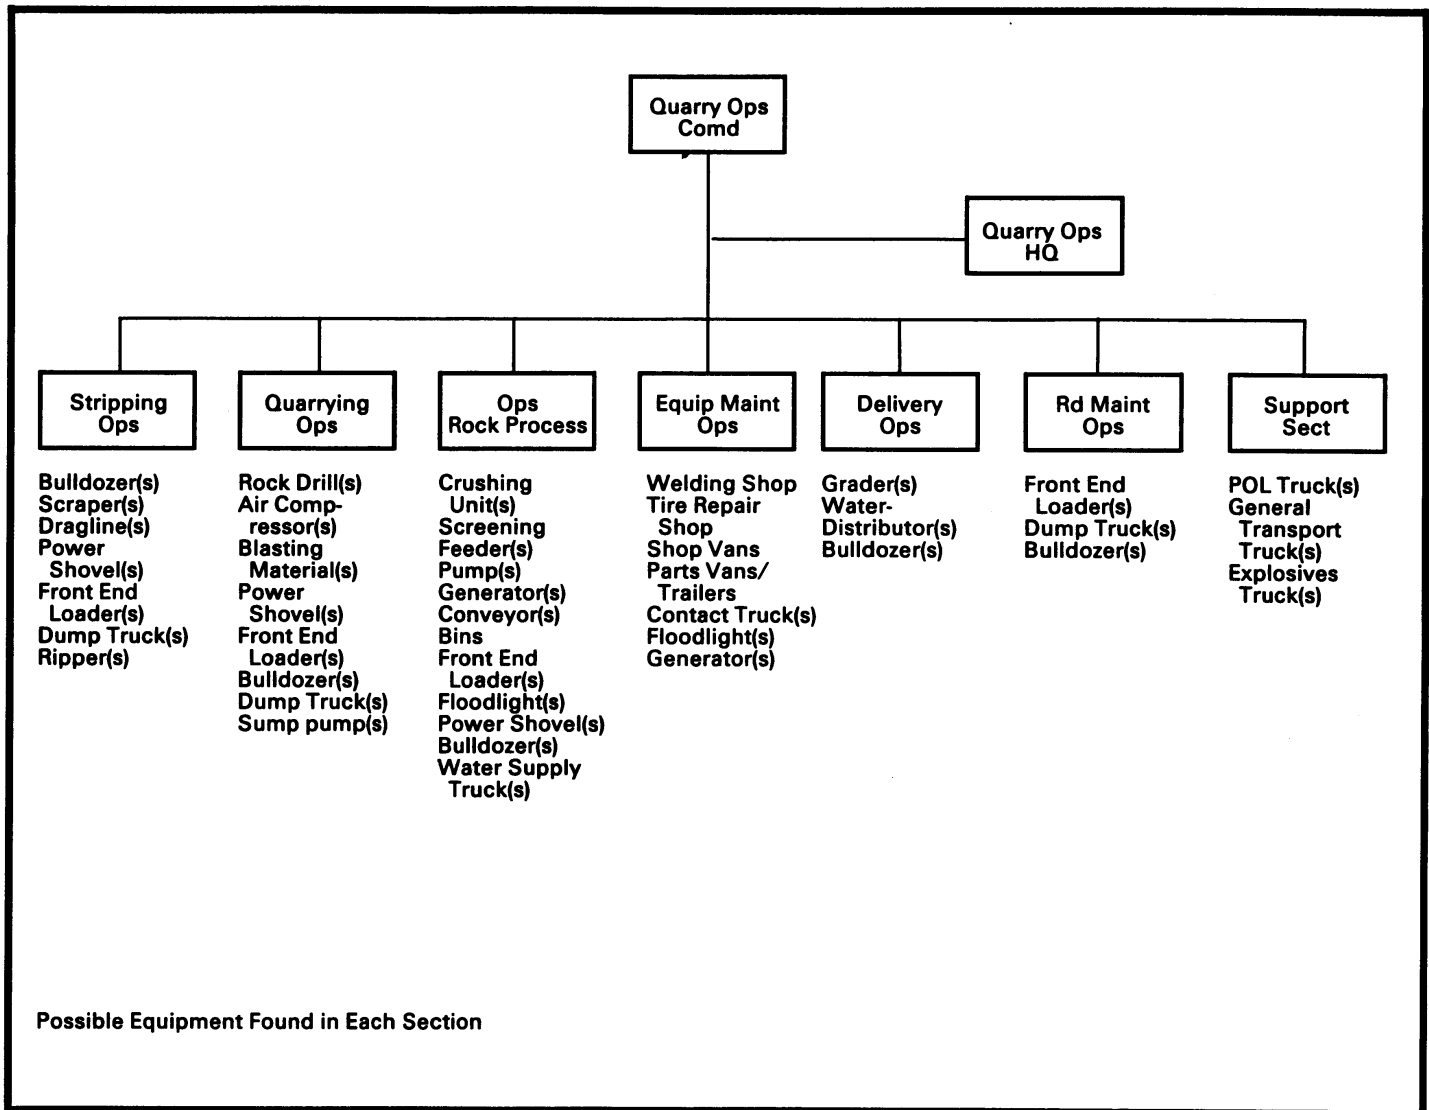 Quarry Ops
Comd
Quarry Ops
HQ
Stripping
Ops
Quarrying
Ops
Ops
Rock Process
Equip Maint
Ops
Delivery
Ops
Rd Maint
Ops
Support
Sect
Bulldozer(s)
Scraper(s)
Dragline(s)
Power
Shovel(s)
Front End
Loader(s)
Dump Truck(s)
Ripper(s)
Rock Drill(s)
Air Comp-
ressor(s)
Blasting
Material(s)
Power
Shovel(s)
Front End
Loader(s)
Bulldozer(s)
Dump Truck(s)
Sump pump(s)
Crushing
Unit(s)
Screening
Feeder(s)
Pump(s)
Generator(s)
Conveyor(s)
Bins
Front End
Loader(s)
Floodlight(s)
Power Shovel(s)
Bulldozer(s)
Water Supply
Truck(s)
Welding Shop
Tire Repair
Shop
Shop Vans
Parts Vans/
Trailers
Contact Truck(s)
Floodlight(s)
Generator(s)
Grader(s)
Water-
Distributor(s)
Bulldozer(s)
Front End
Loader(s)
Dump Truck(s)
Bulldozer(s)
POL Truck(s)
General
Transport
Truck(s)
Explosives
Truck(s)
Possible Equipment Found in Each Section